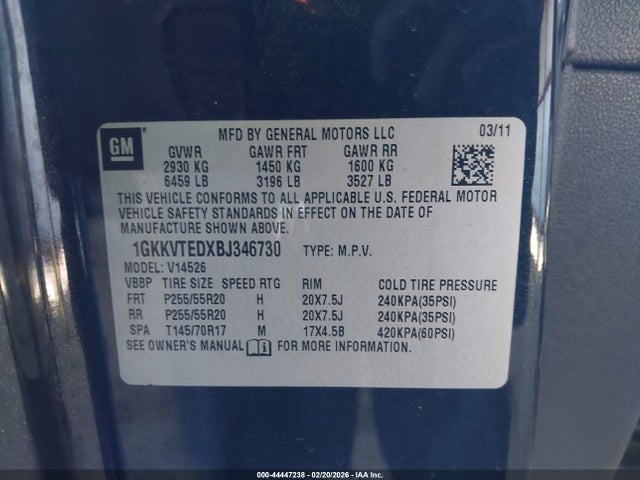 GM
MFD BY GENERAL MOTORS LLC 03/11
GVWR GAWR FRT GAWR RR
2930 KG 1450 KG 1600 KG
6459 LB 3196 LB 3527 LB
THIS VEHICLE CONFORMS TO ALL APPLICABLE U.S. FEDERAL MOTOR
VEHICLE SAFETY STANDARDS IN EFFECT ON THE DATE OF
MANUFACTURE SHOWN ABOVE.
1GKKVTEDXBJ346730 TYPE: M.P.V.
MODEL: V14526
VBBP TIRE SIZE SPEED RTG RIM COLD TIRE PRESSURE
FRT P255/55R20 H 20X7.5J 240KPA(35PSI)
RR P255/55R20 H 20X7.5J 240KPA(35PSI)
SPA T145/70R17 M 17X4.5B 420KPA(60PSI)
SEE OWNER'S MANUAL FOR MORE INFORMATION.
000-44447238 - 02/20/2026 - IAA Inc.